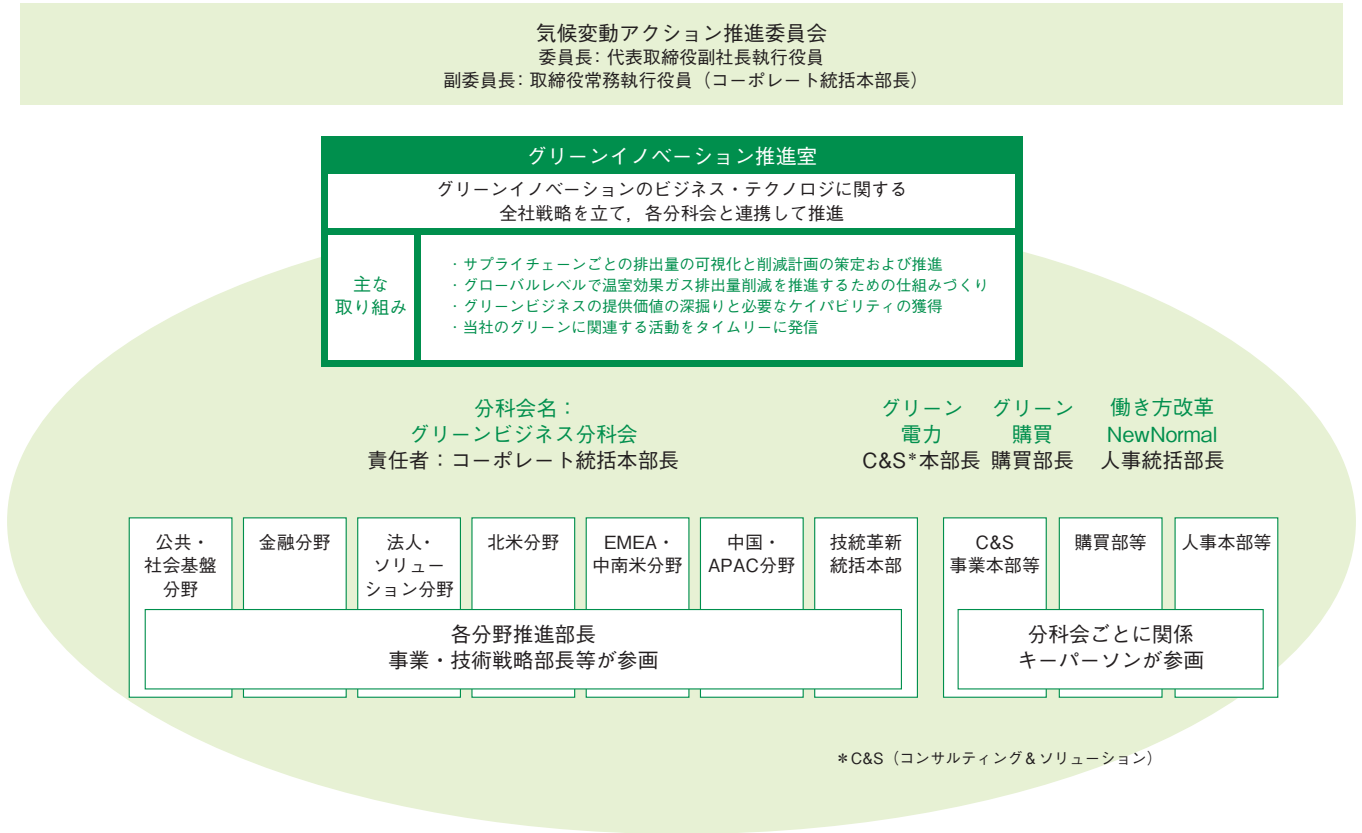 気候変動アクション推進委員会
委員長：代表取締役副社長執行役員
副委員長：取締役常務執行役員（コーポレート統括本部長）
グリーンイノベーション推進室
グリーンイノベーションのビジネス・テクノロジに関する
全社戦略を立て，各分科会と連携して推進
主な
取り組み
・サプライチェーンごとの排出量の可視化と削減計画の策定および推進
・グローバルレベルで温室効果ガス排出量削減を推進するための仕組みづくり
・グリーンビジネスの提供価値の深掘りと必要なケイパビリティの獲得
・当社のグリーンに関連する活動をタイムリーに発信
分科会名：
グリーンビジネス分科会
責任者：コーポレート統括本部長
グリーン
電力
C&S*本部長
グリーン
購買
購買部長
働き方改革
NewNormal
人事統括部長
公共・
社会基盤
分野
金融分野
法人・
ソリュー
ション分野
北米分野
EMEA・
中南米分野
中国・
APAC分野
技統革新
統括本部
C&S
事業本部等
購買部等
人事本部等
各分野推進部長
事業・技術戦略部長等が参画
分科会ごとに関係
キーパーソンが参画
＊C&S（コンサルティング＆ソリューション）